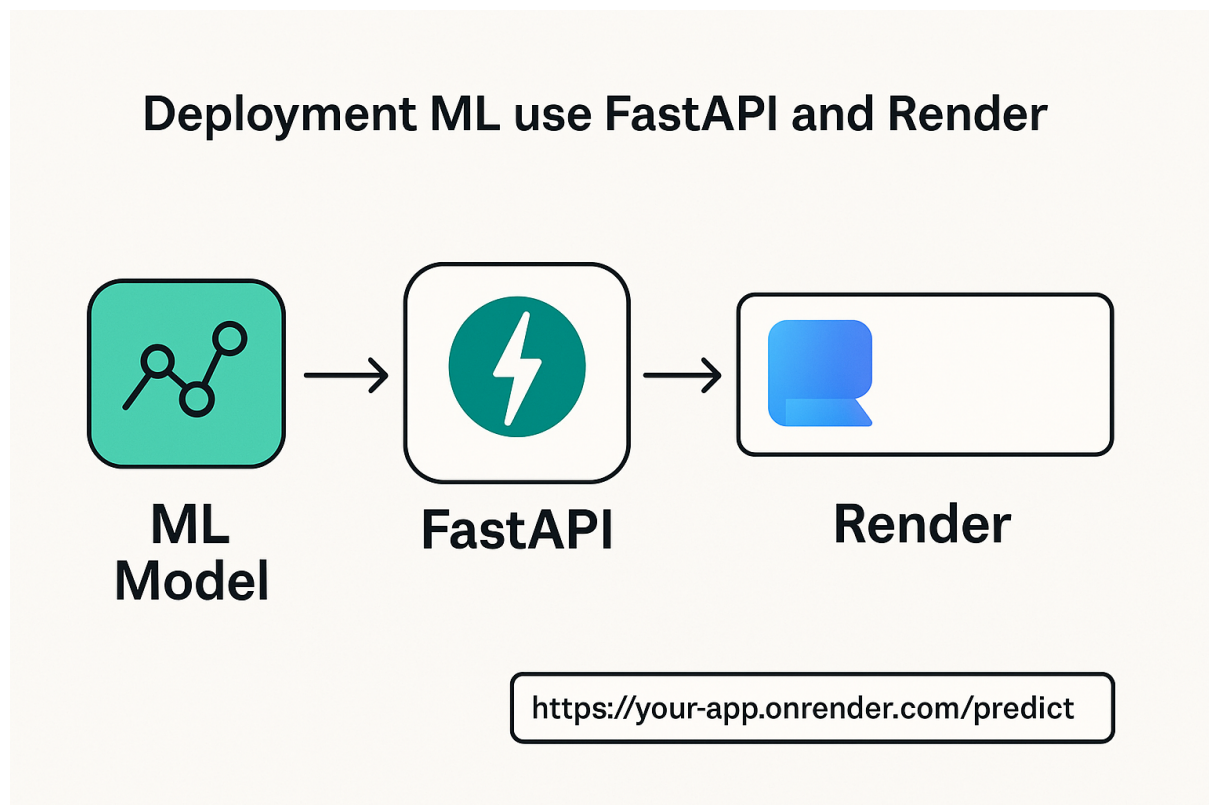 Deployment ML use FastAPI and Render
ML
Model
FastAPI
Render
https://your-app.onrender.com/predict